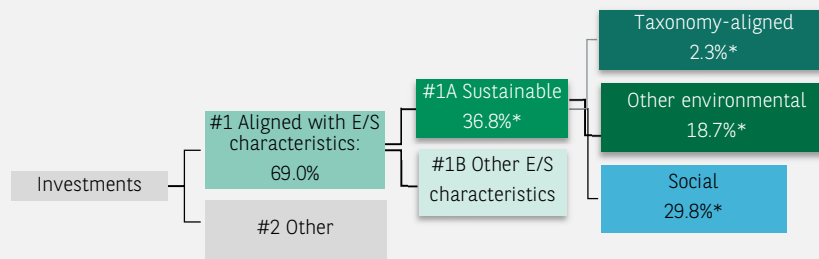 Investments
#1 Aligned with E/S
characteristics:
69.0%
#2 Other
#1A Sustainable
36.8%*
#1B Other E/S
characteristics
Taxonomy-aligned
2.3%*
Other environmental
18.7%*
Social
29.8%*